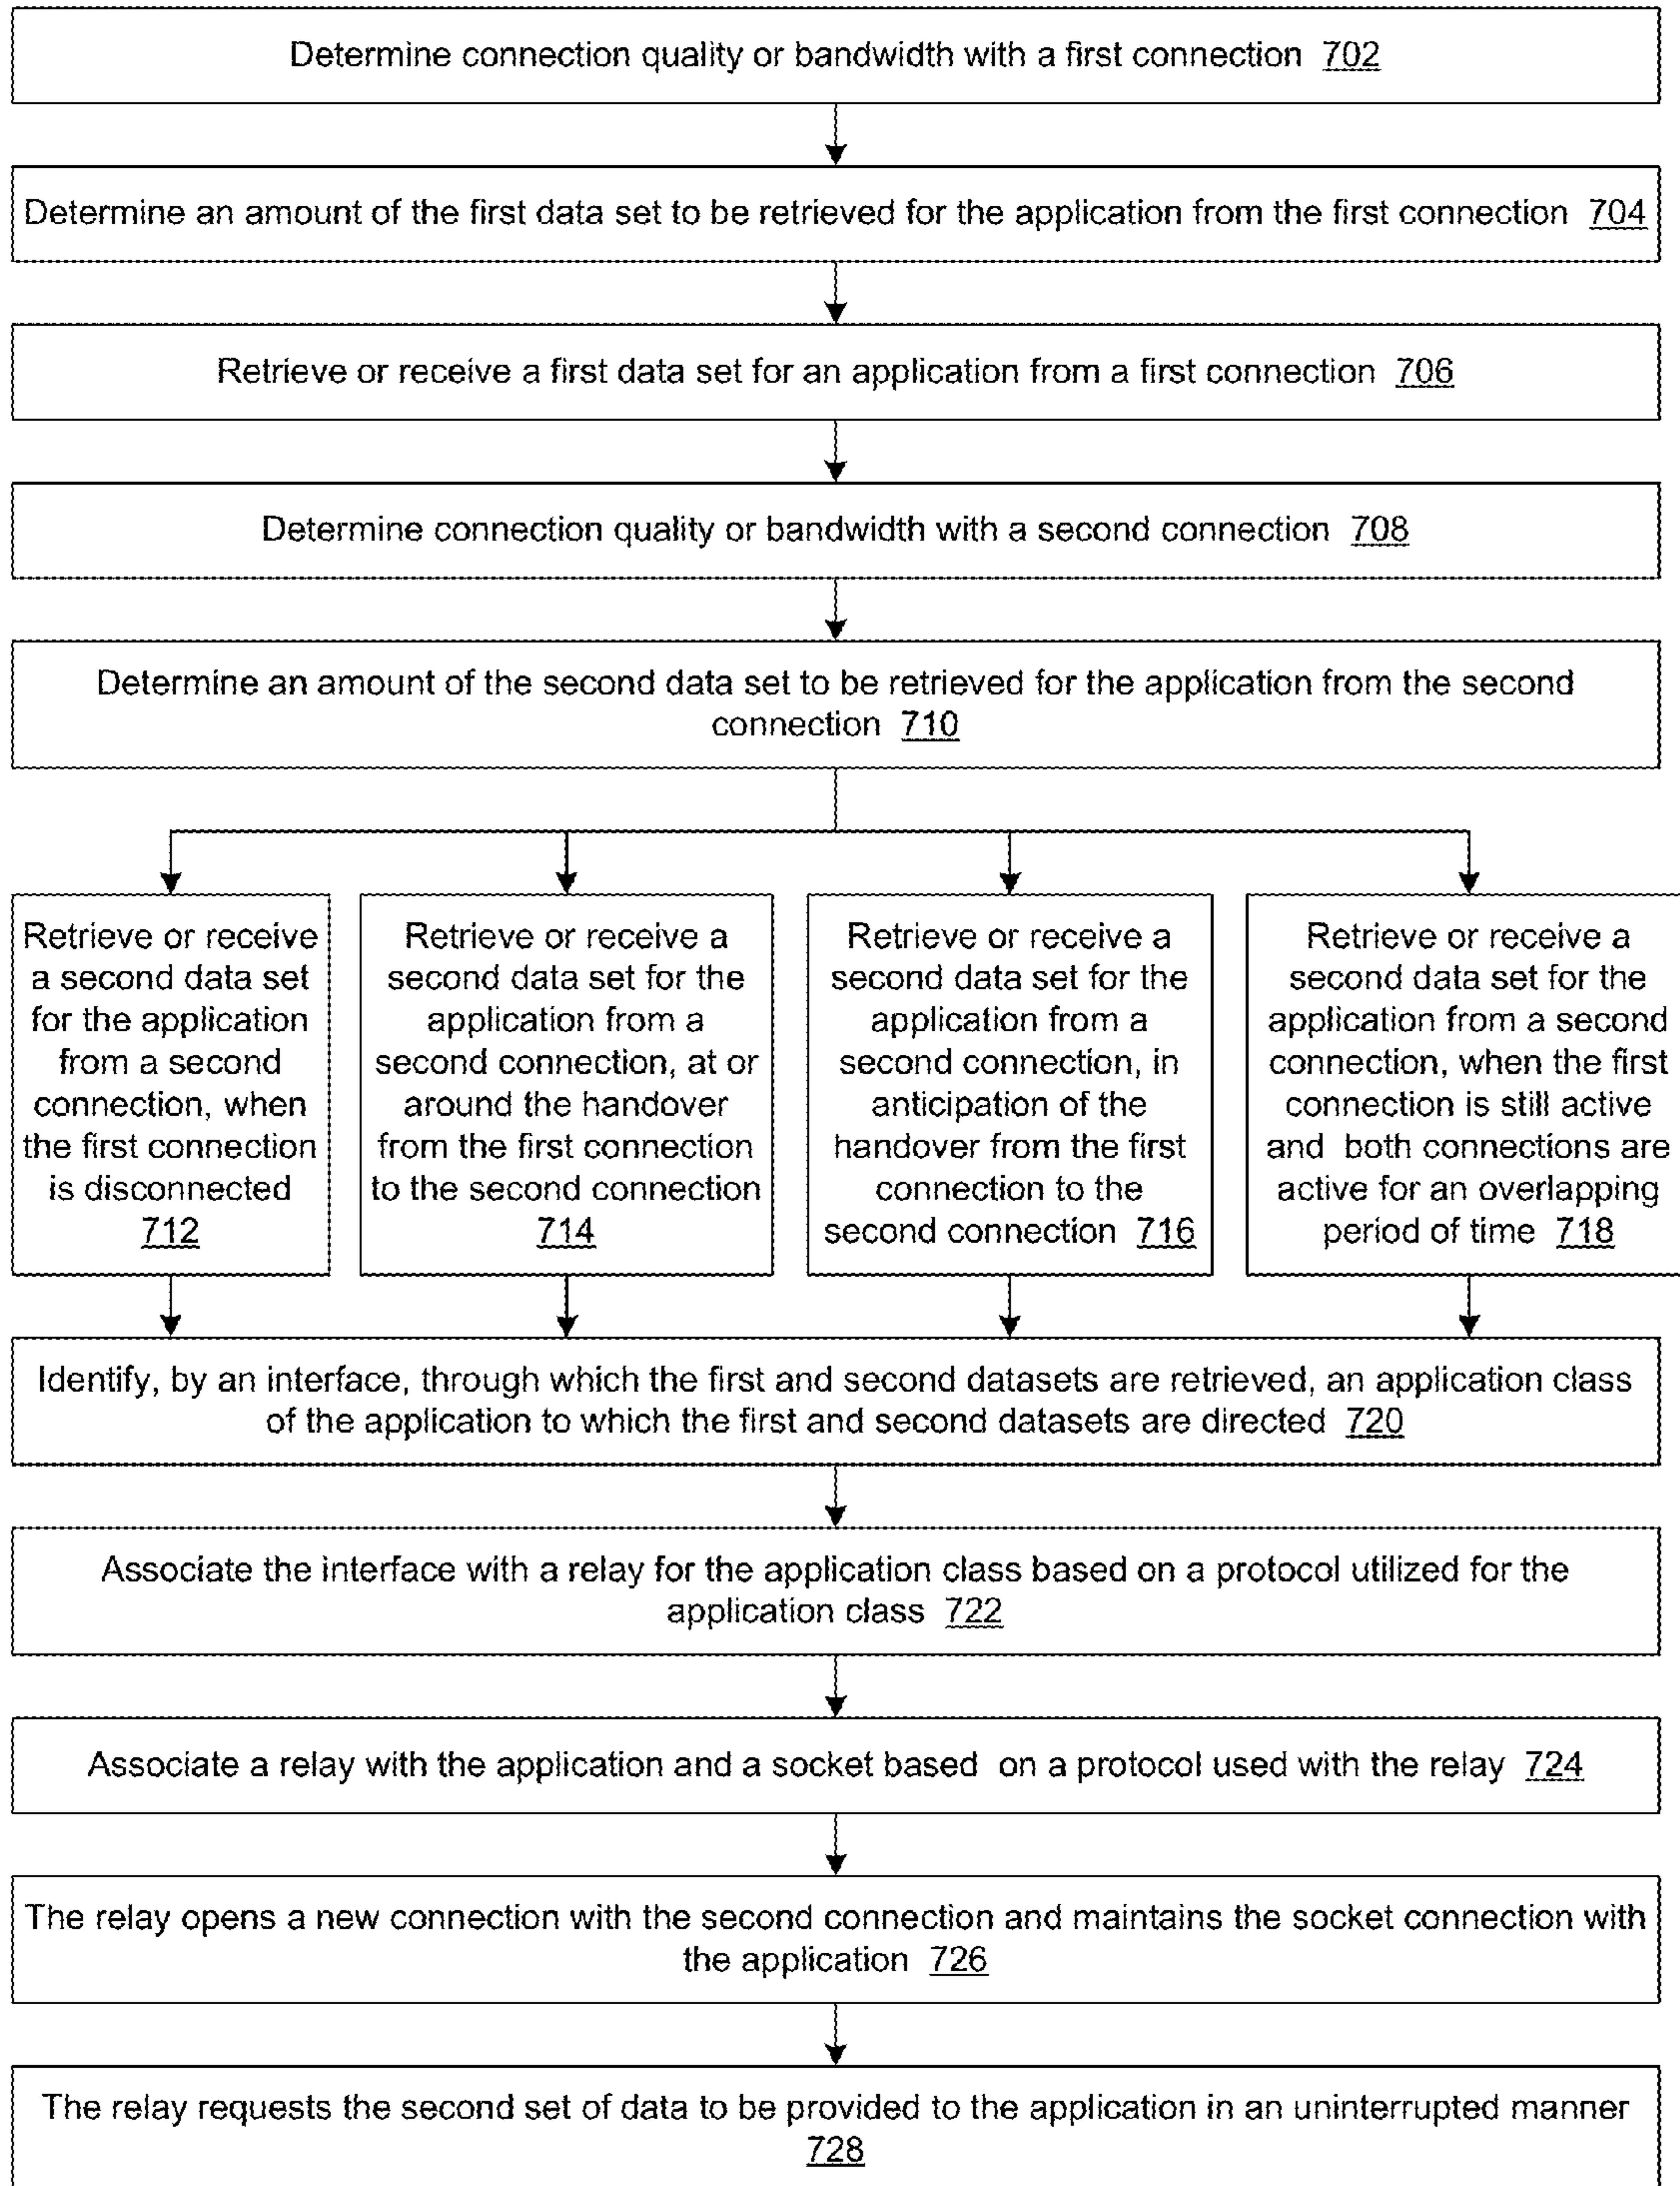 Determine connection quality or bandwidth with a first connection 702
Determine an amount of the first data set to be retrieved for the application from the first connection 704
Retrieve or receive a first data set for an application from a first connection 706
Determine connection quality or bandwidth with a second connection 708
Determine an amount of the second data set to be retrieved for the application from the second
connection 710
Retrieve or receive
a second data set
for the application
from a second
connection, when
the first connection
is disconnected
712
Retrieve or receive a
second data set for the
application from a
second connection, at or
around the handover
from the first connection
to the second connection
714
Retrieve or receive a
second data set for the
application from a
second connection, in
anticipation of the
handover from the first
connection to the
second connection 716
Retrieve or receive a
second data set for the
application from a second
connection, when the first
connection is still active
and both connections are
active for an overlapping
period of time 718
Identify, by an interface, through which the first and second datasets are retrieved, an application class
of the application to which the first and second datasets are directed 720
Associate the interface with a relay for the application class based on a protocol utilized for the
application class 722
Associate a relay with the application and a socket based on a protocol used with the relay 724
The relay opens a new connection with the second connection and maintains the socket connection with
the application 726
The relay requests the second set of data to be provided to the application in an uninterrupted manner
728